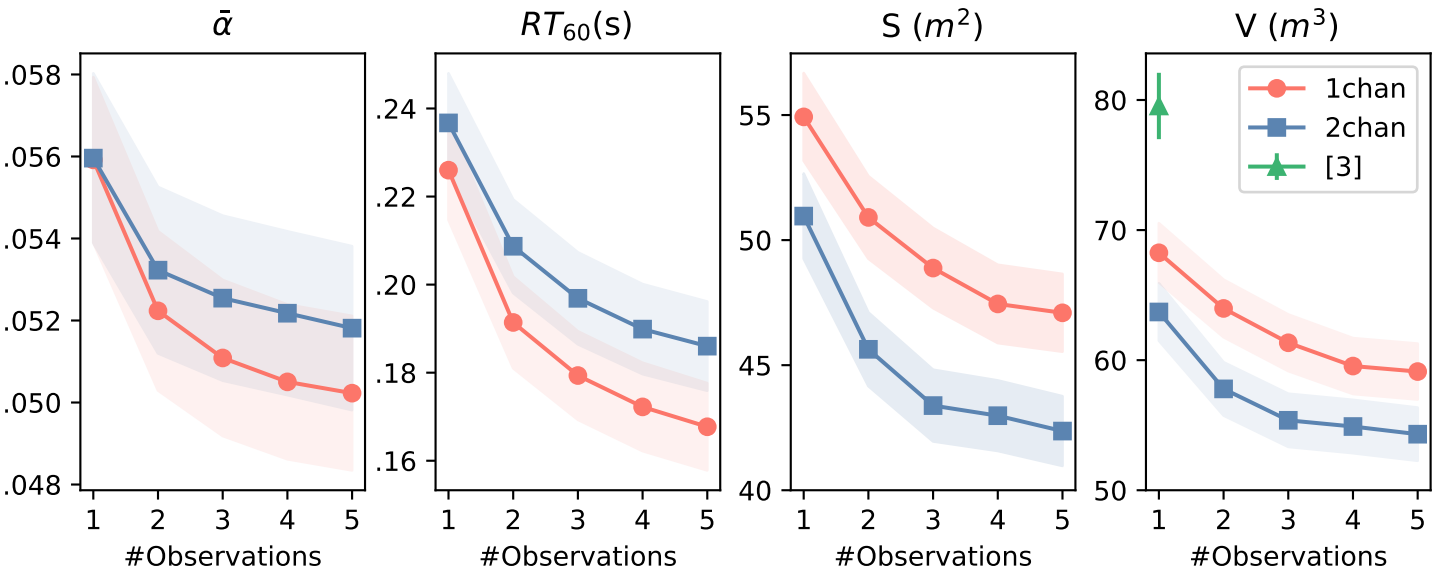 ᾱ
RT₆₀(s)
S (m²)
V (m³)
.058
.056
.054
.052
.050
.048
.24
.22
.20
.18
.16
55
50
45
40
80
70
60
50
1chan
2chan
[3]
1 2 3 4 5
1 2 3 4 5
1 2 3 4 5
1 2 3 4 5
#Observations
#Observations
#Observations
#Observations